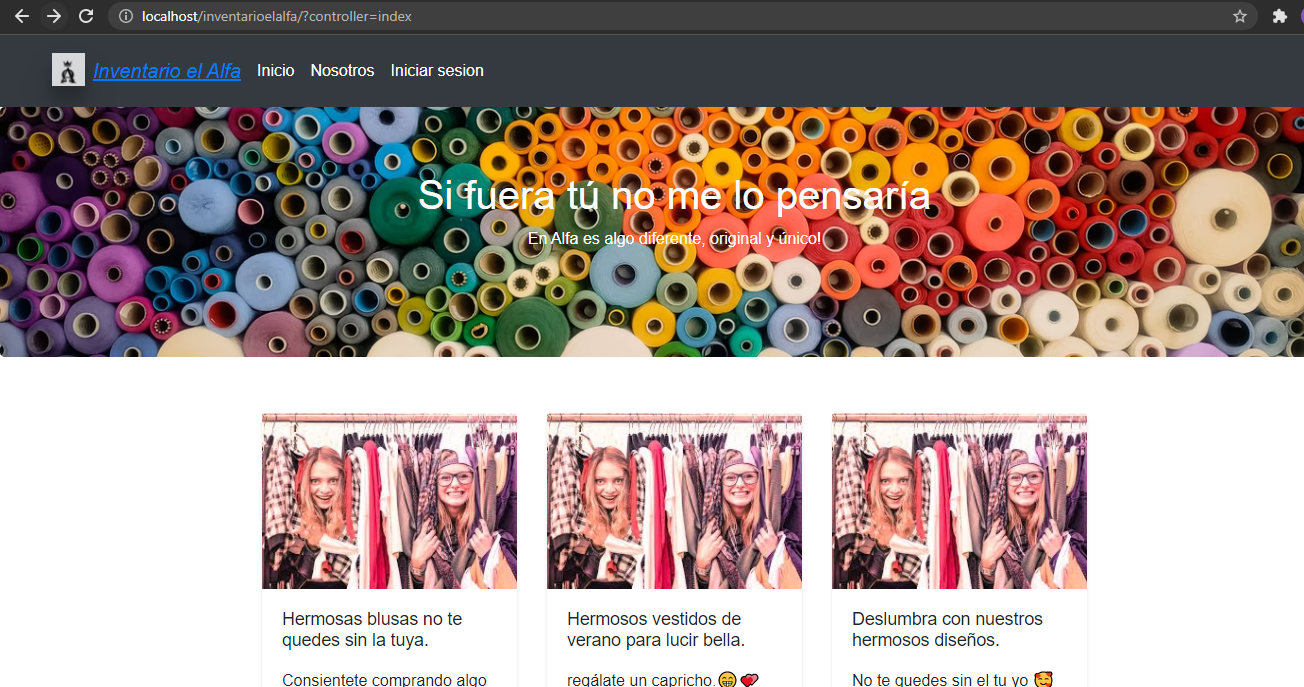 localhost/inventarioelalfa/?controller=index
Inventario el Alfa Inicio Nosotros Iniciar sesion
Si fuera tú no me lo pensaría
En Alfa es algo diferente, original y único!
Hermosas blusas no te
quedes sin la tuya.
Consientete comprando algo
Hermosos vestidos de
verano para lucir bella.
regálate un capricho.😁💕
Deslumbra con nuestros
hermosos diseños.
No te quedes sin el tu yo 🥰